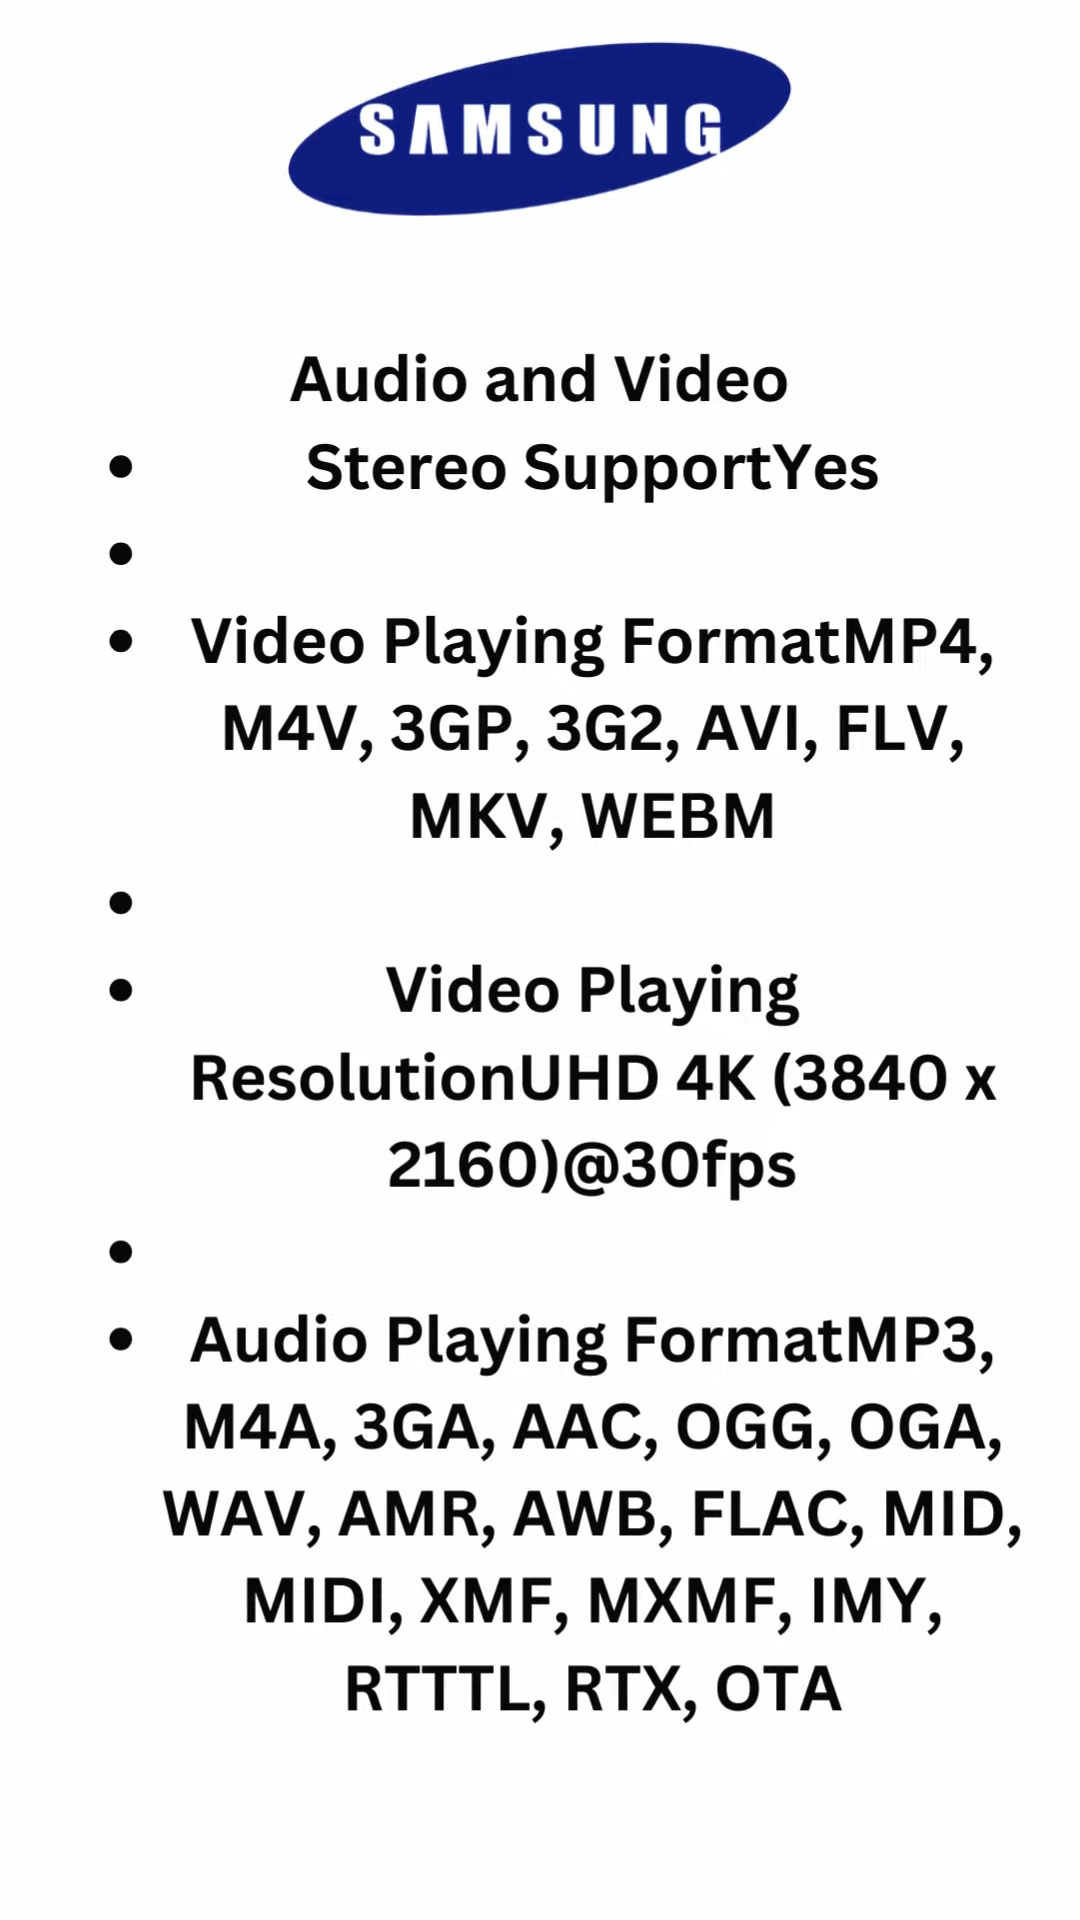 SAMSUNG
Audio and Video
• Stereo SupportYes
•
• Video Playing FormatMP4,
M4V, 3GP, 3G2, AVI, FLV,
MKV, WEBM
•
• Video Playing
ResolutionUHD 4K (3840 x
2160)@30fps
•
• Audio Playing FormatMP3,
M4A, 3GA, AAC, OGG, OGA,
WAV, AMR, AWB, FLAC, MID,
MIDI, XMF, MXMF, IMY,
RTTTL, RTX, OTA